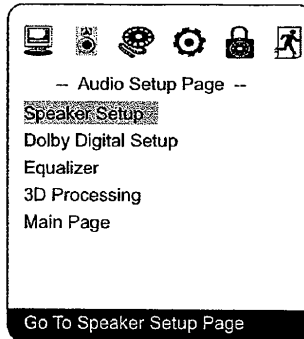 -- Audio Setup Page --
Speaker Setup
Dolby Digital Setup
Equalizer
3D Processing
Main Page
Go To Speaker Setup Page